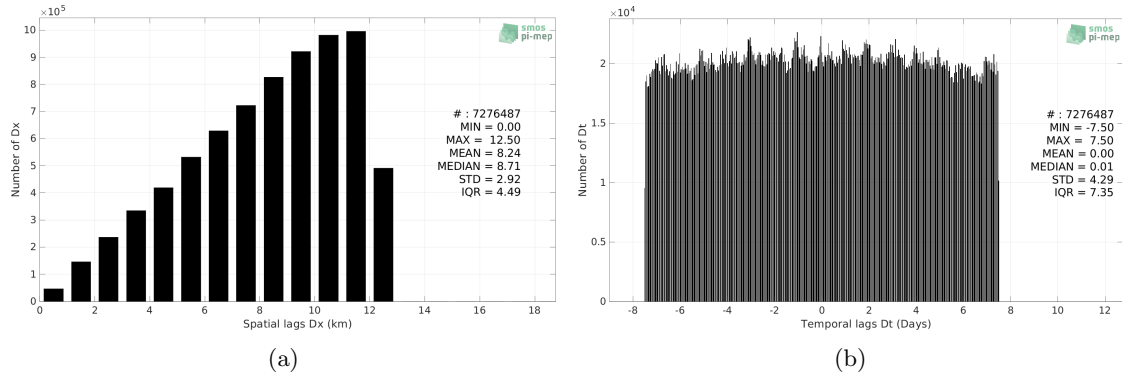 ×10⁵
10
9
8
7
6
5
4
3
2
1
0
Number of Dx
0 2 4 6 8 10 12 14 16 18
Spatial lags Dx (km)
smos
pi-mep
# : 7276487
MIN = 0.00
MAX = 12.50
MEAN = 8.24
MEDIAN = 8.71
STD = 2.92
IQR = 4.49
(a)
×10⁴
2
1.5
1
0.5
0
Number of Dt
-8 -6 -4 -2 0 2 4 6 8 10 12
Temporal lags Dt (Days)
smos
pi-mep
# : 7276487
MIN = -7.50
MAX = 7.50
MEAN = 0.00
MEDIAN = 0.01
STD = 4.29
IQR = 7.35
(b)